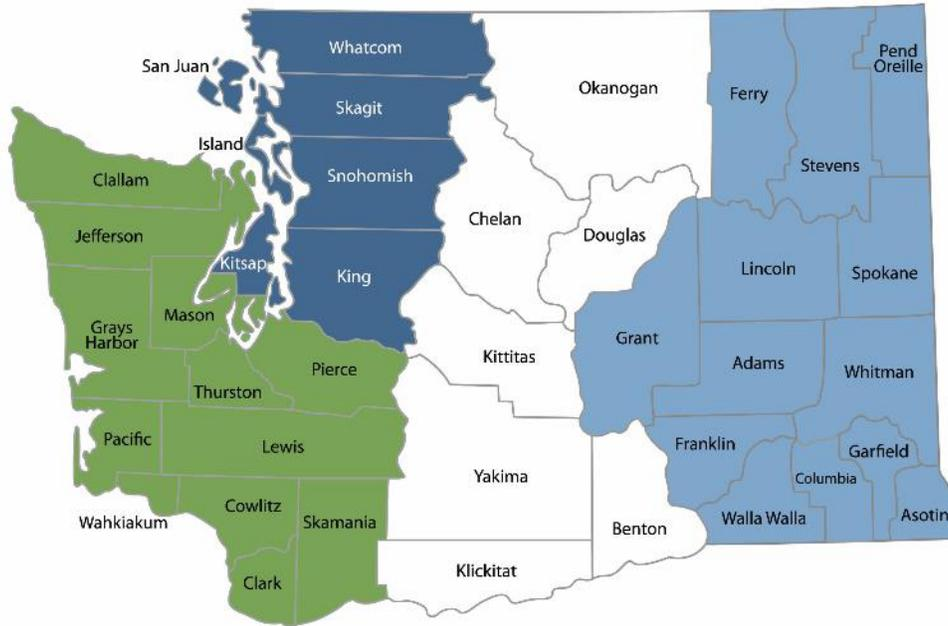 Whatcom
San Juan
Okanogan
Pend
Oreille
Ferry
Skagit
Island
Stevens
Snohomish
Clallam
Chelan
Jefferson
Douglas
Kitsap
King
Lincoln
Spokane
Mason
Grays
Harbor
Grant
Kittitas
Pierce
Adams
Whitman
Thurston
Pacific
Lewis
Franklin
Garfield
Yakima
Columbia
Cowlitz
Wahkiakum
Skamania
Walla Walla
Asotin
Benton
Klickitat
Clark